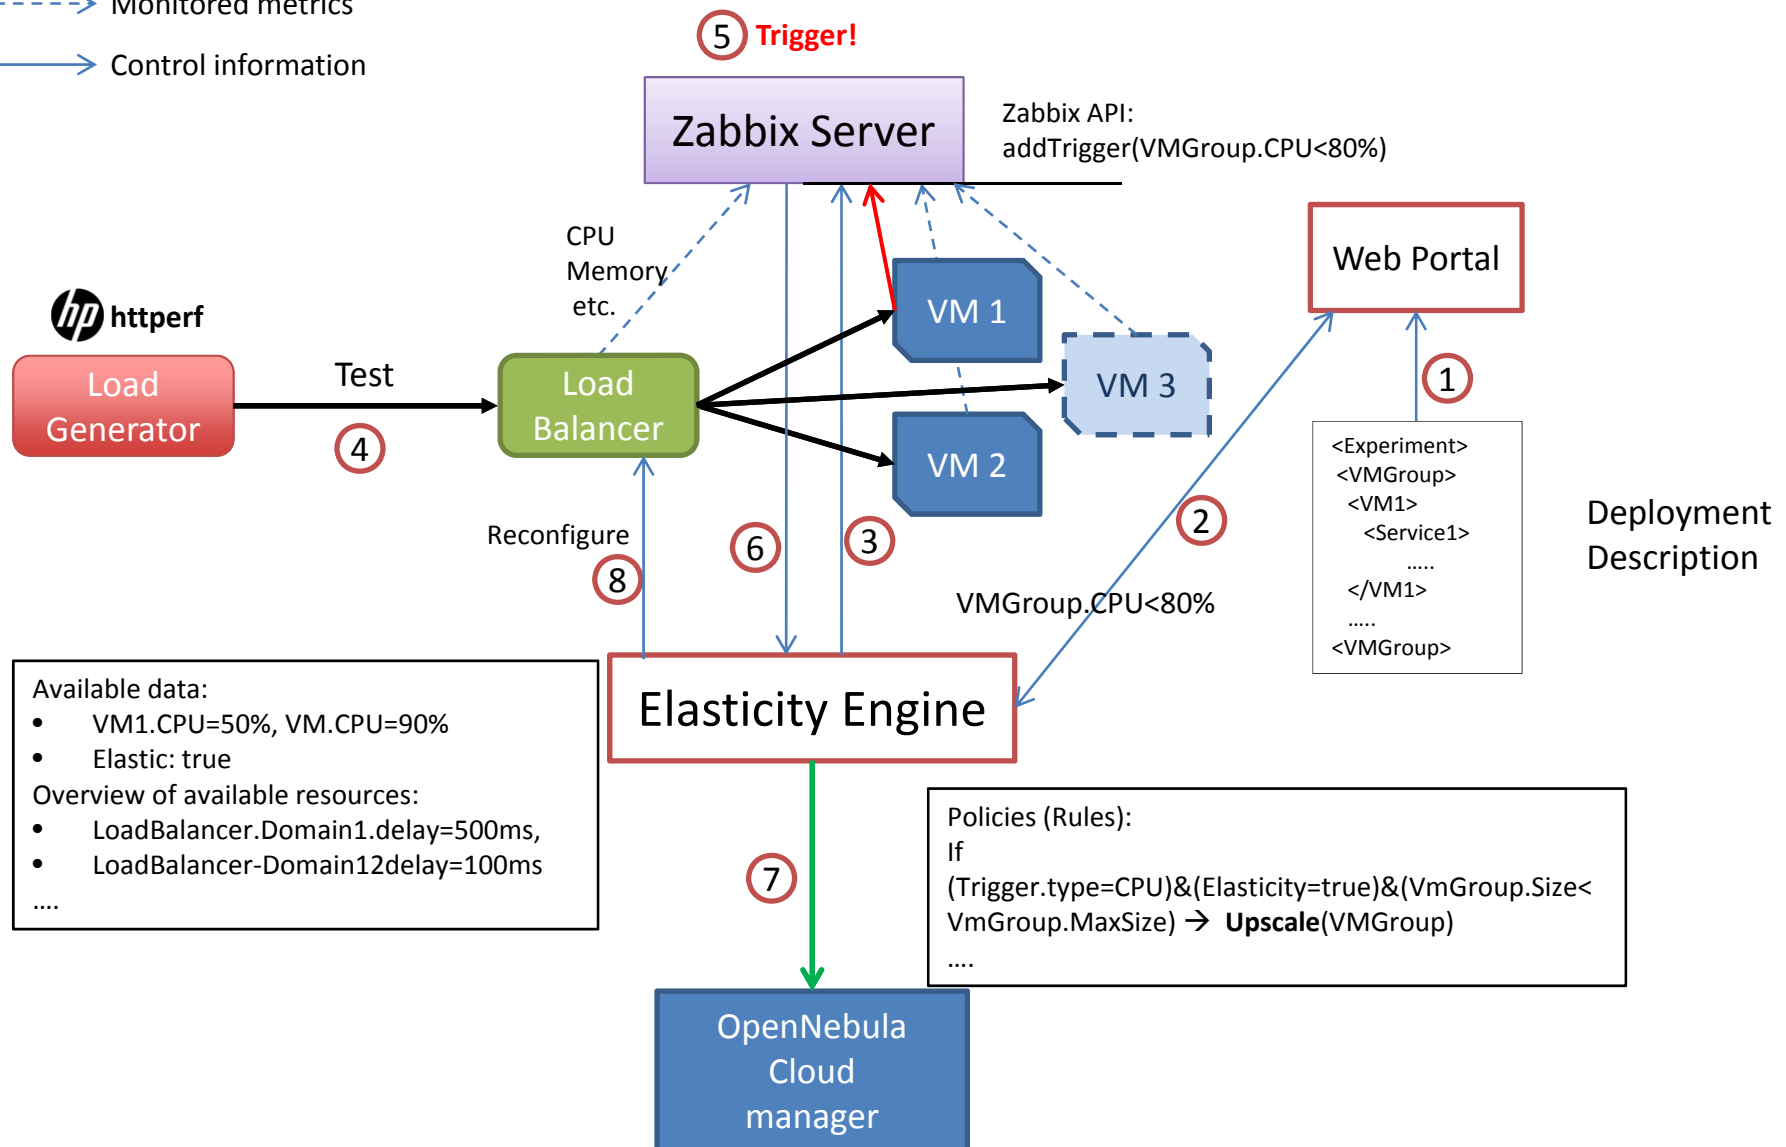 Monitored metrics
Control information
5 Trigger!
Zabbix Server
Zabbix API:
addTrigger(VMGroup.CPU<80%)
CPU
Memory
etc.
Web Portal
hp httperf
VM 1
Load
Generator
Test
4
Load
Balancer
VM 3
VM 2
1
<Experiment>
<VMGroup>
<VM1>
<Service1>
.....
</VM1>
.....
<VMGroup>
Deployment
Description
Reconfigure
8
6
3
2
VMGroup.CPU<80%
Elasticity Engine
Available data:
• VM1.CPU=50%, VM.CPU=90%
• Elastic: true
Overview of available resources:
• LoadBalancer.Domain1.delay=500ms,
• LoadBalancer-Domain12delay=100ms
....
7
Policies (Rules):
If
(Trigger.type=CPU)&(Elasticity=true)&(VmGroup.Size<
VmGroup.MaxSize) → Upscale(VMGroup)
....
OpenNebula
Cloud
manager